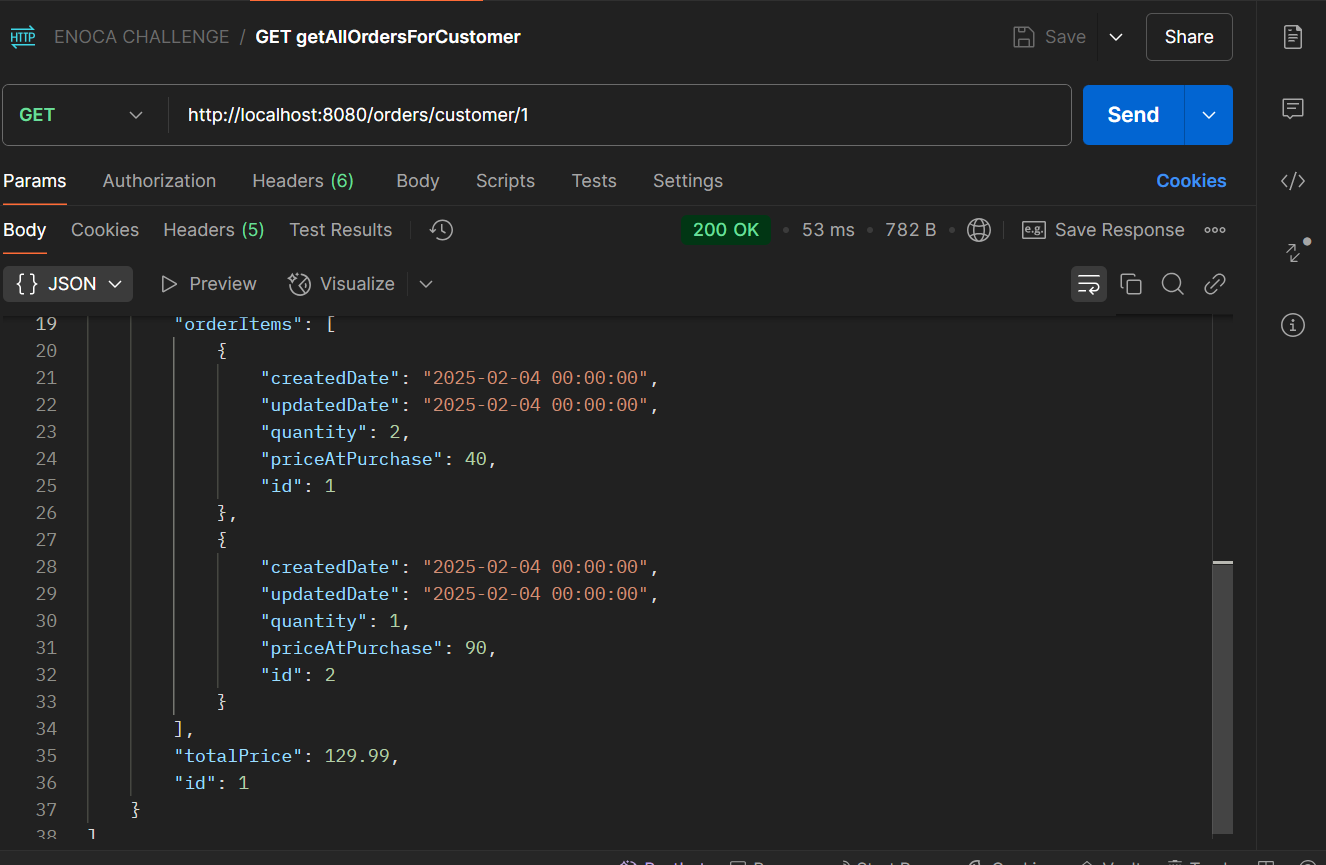 HTTP ENOCA CHALLENGE / GET getAllOrdersForCustomer Save Share
GET http://localhost:8080/orders/customer/1 Send
Params Authorization Headers (6) Body Scripts Tests Settings Cookies
Body Cookies Headers (5) Test Results 200 OK • 53 ms • 782 B • e.g. Save Response
{} JSON Preview Visualize
19 "orderItems": [
20 {
21 "createdDate": "2025-02-04 00:00:00",
22 "updatedDate": "2025-02-04 00:00:00",
23 "quantity": 2,
24 "priceAtPurchase": 40,
25 "id": 1
26 },
27 {
28 "createdDate": "2025-02-04 00:00:00",
29 "updatedDate": "2025-02-04 00:00:00",
30 "quantity": 1,
31 "priceAtPurchase": 90,
32 "id": 2
33 }
34 ],
35 "totalPrice": 129.99,
36 "id": 1
37 }
38 ]